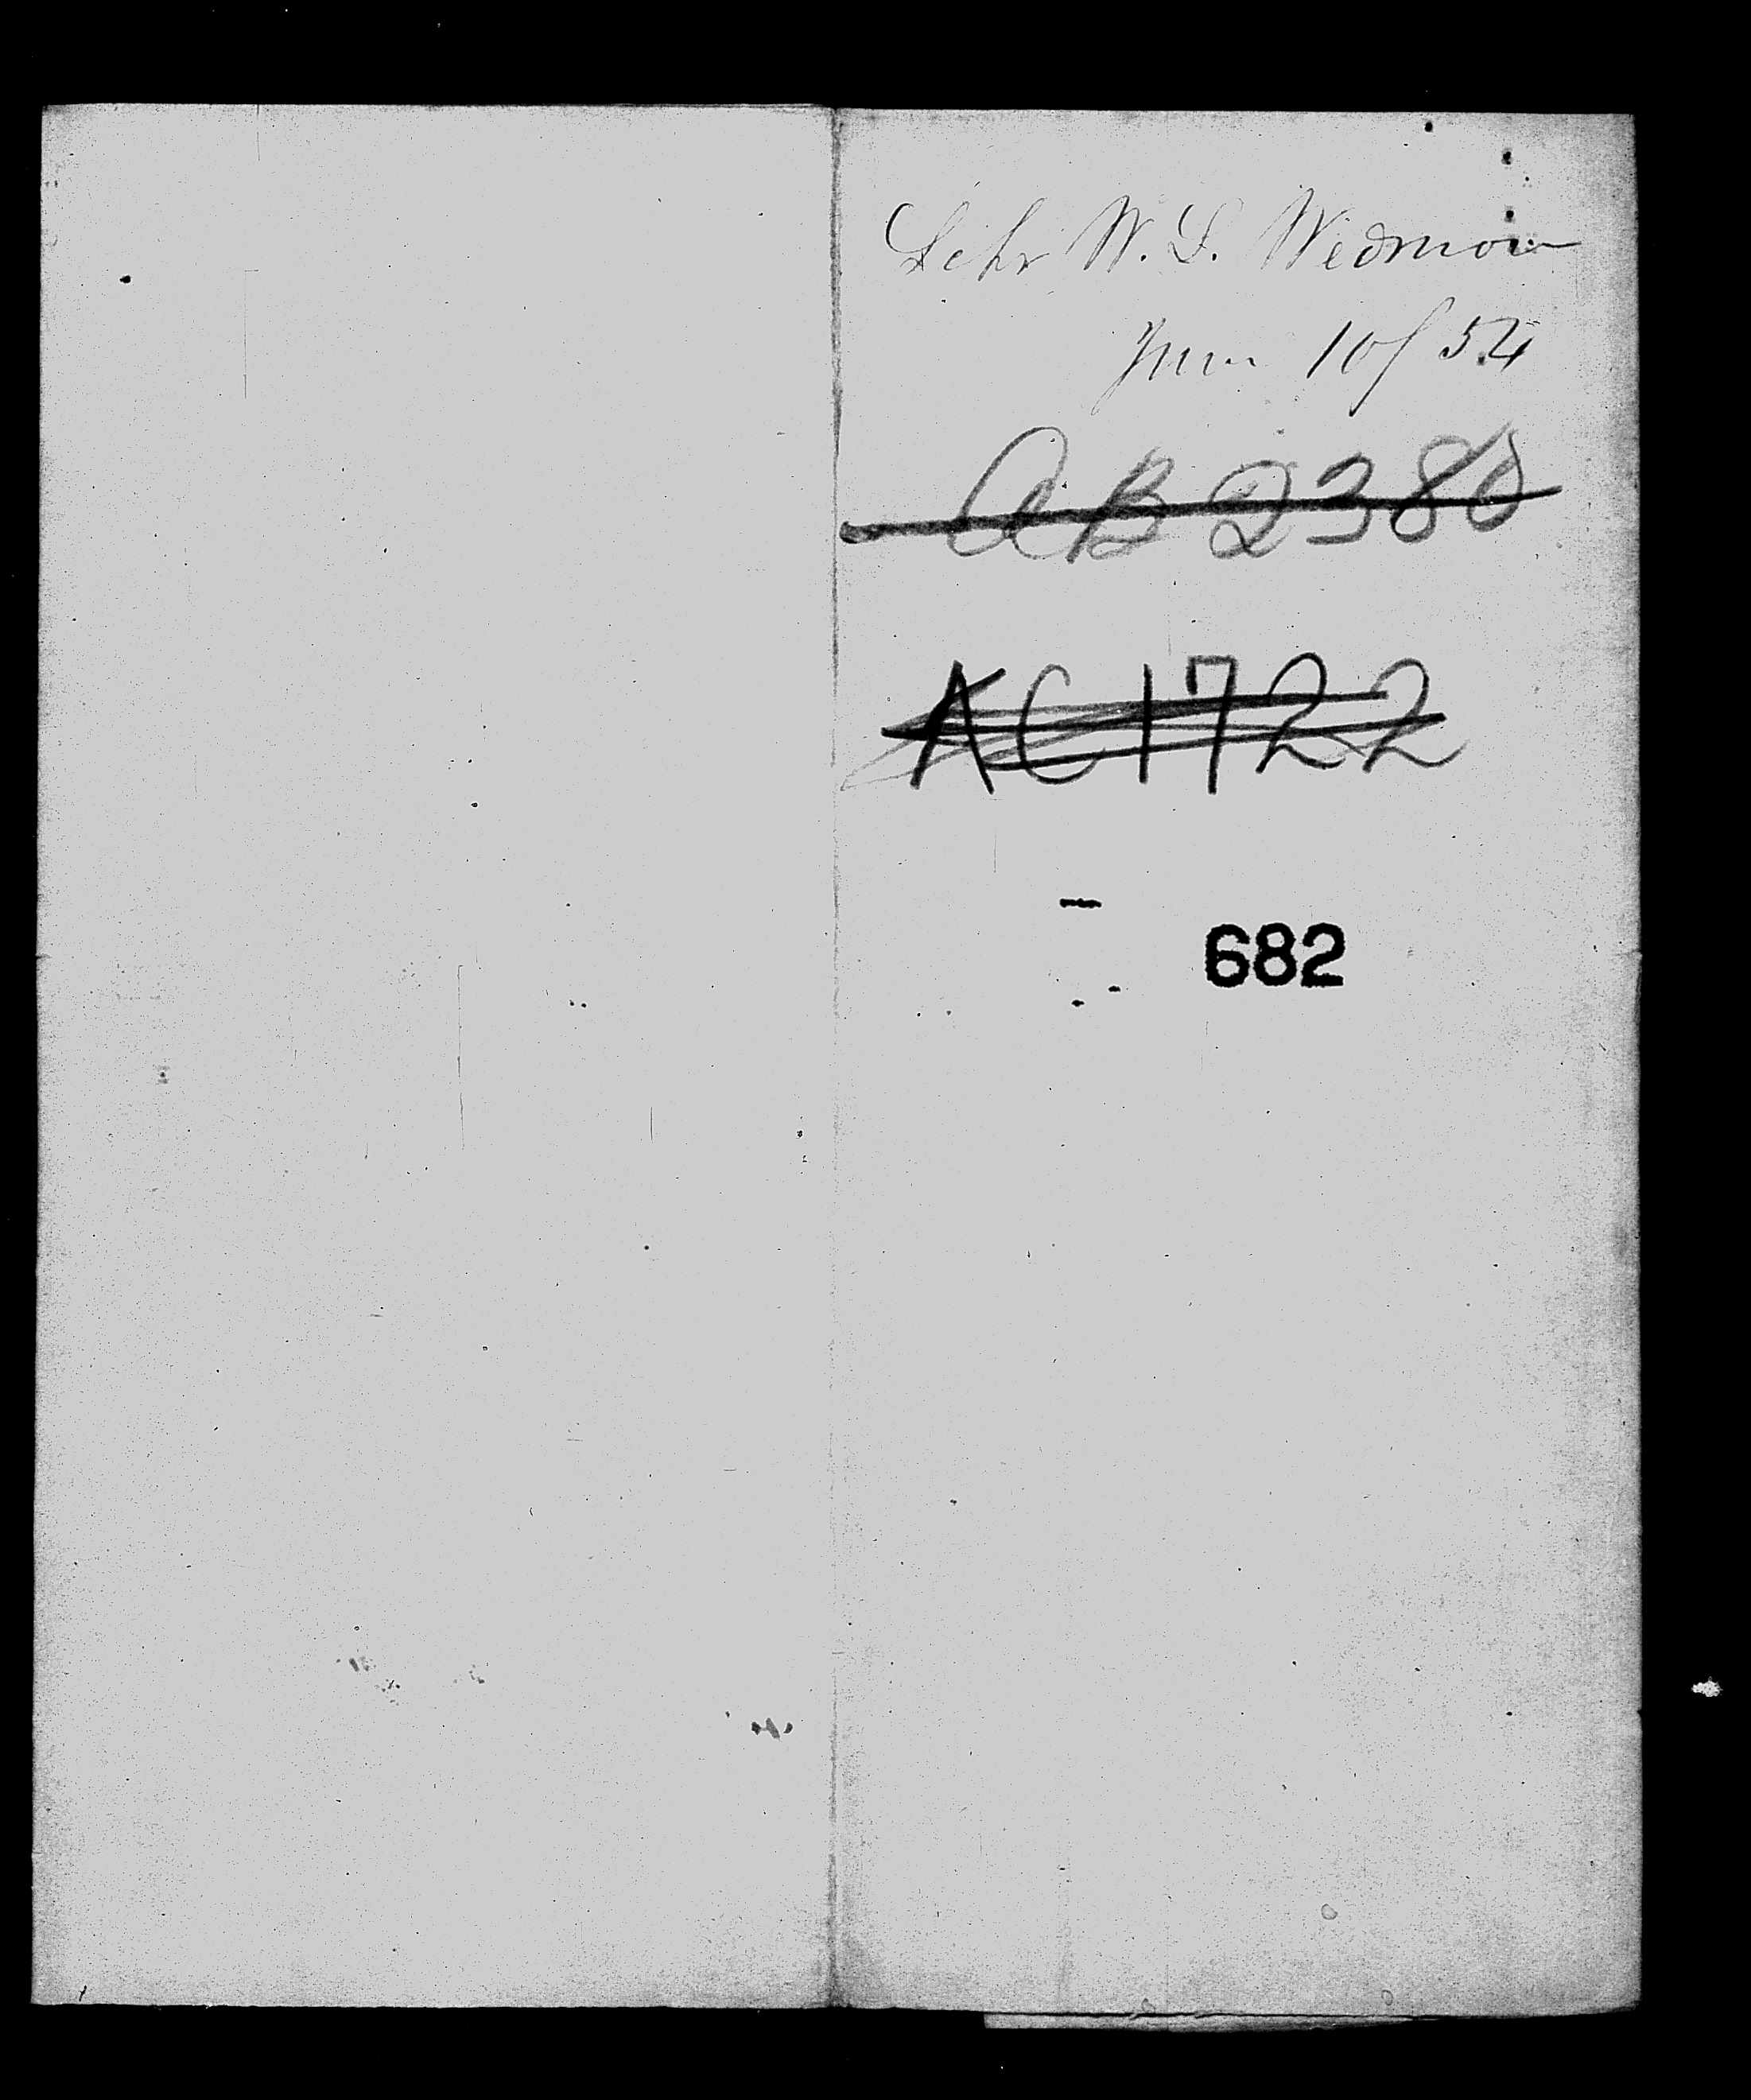 Schr W. S. Wedmore
June 10/54
AB 2380
AC 1722
682